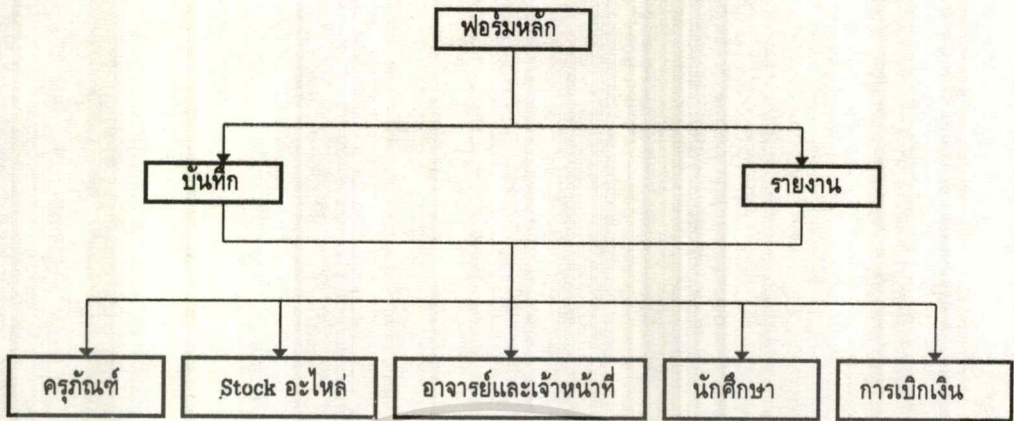 ฟอร์มหลัก
บันทึก
รายงาน
ครุภัณฑ์
Stock อะไหล่
อาจารย์และเจ้าหน้าที่
นักศึกษา
การเบิกเงิน